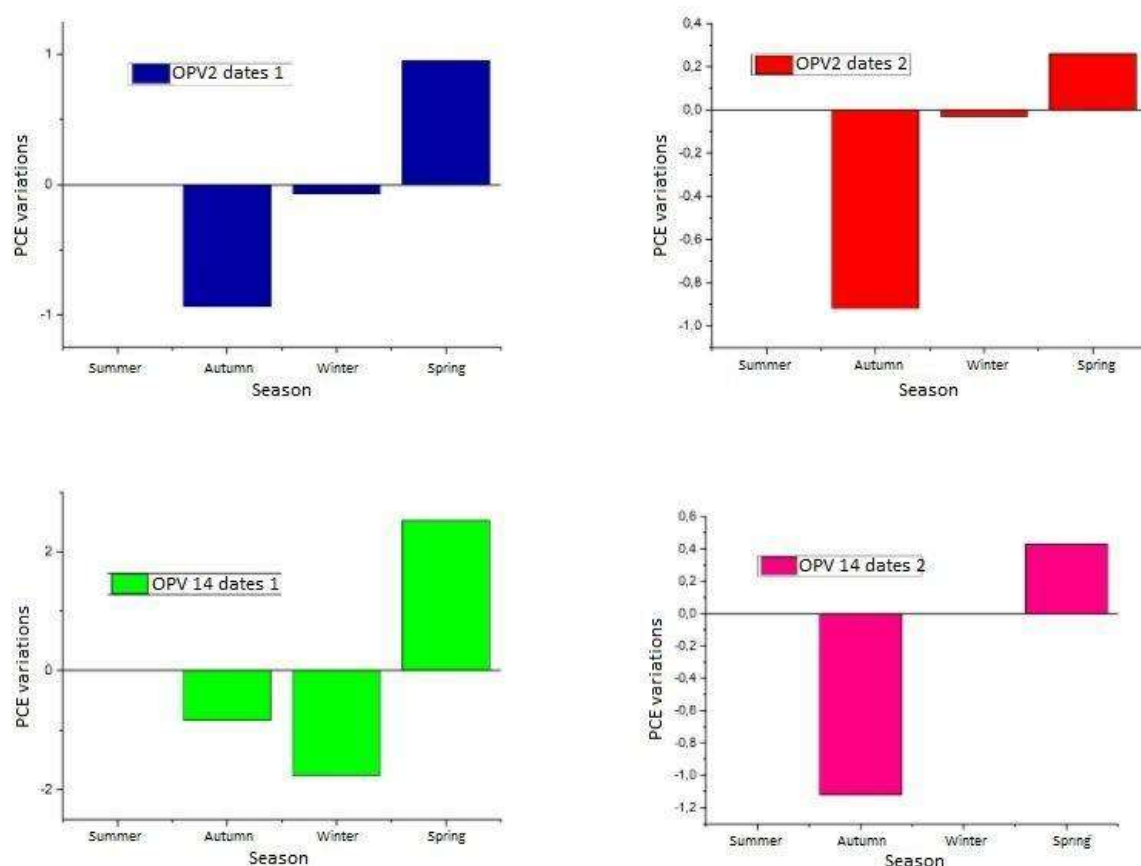 1
OPV2 dates 1
0
-1
PCE variations
Summer Autumn Winter Spring
Season
0,4
OPV2 dates 2
0,2
0,0
-0,2
-0,4
-0,6
-0,8
-1,0
PCE variations
Summer Autumn Winter Spring
Season
2
OPV 14 dates 1
0
-2
PCE variations
Summer Autumn Winter Spring
Season
0,6
0,4
OPV 14 dates 2
0,2
0,0
-0,2
-0,4
-0,6
-0,8
-1,0
-1,2
PCE variations
Summer Autumn Winter Spring
Season